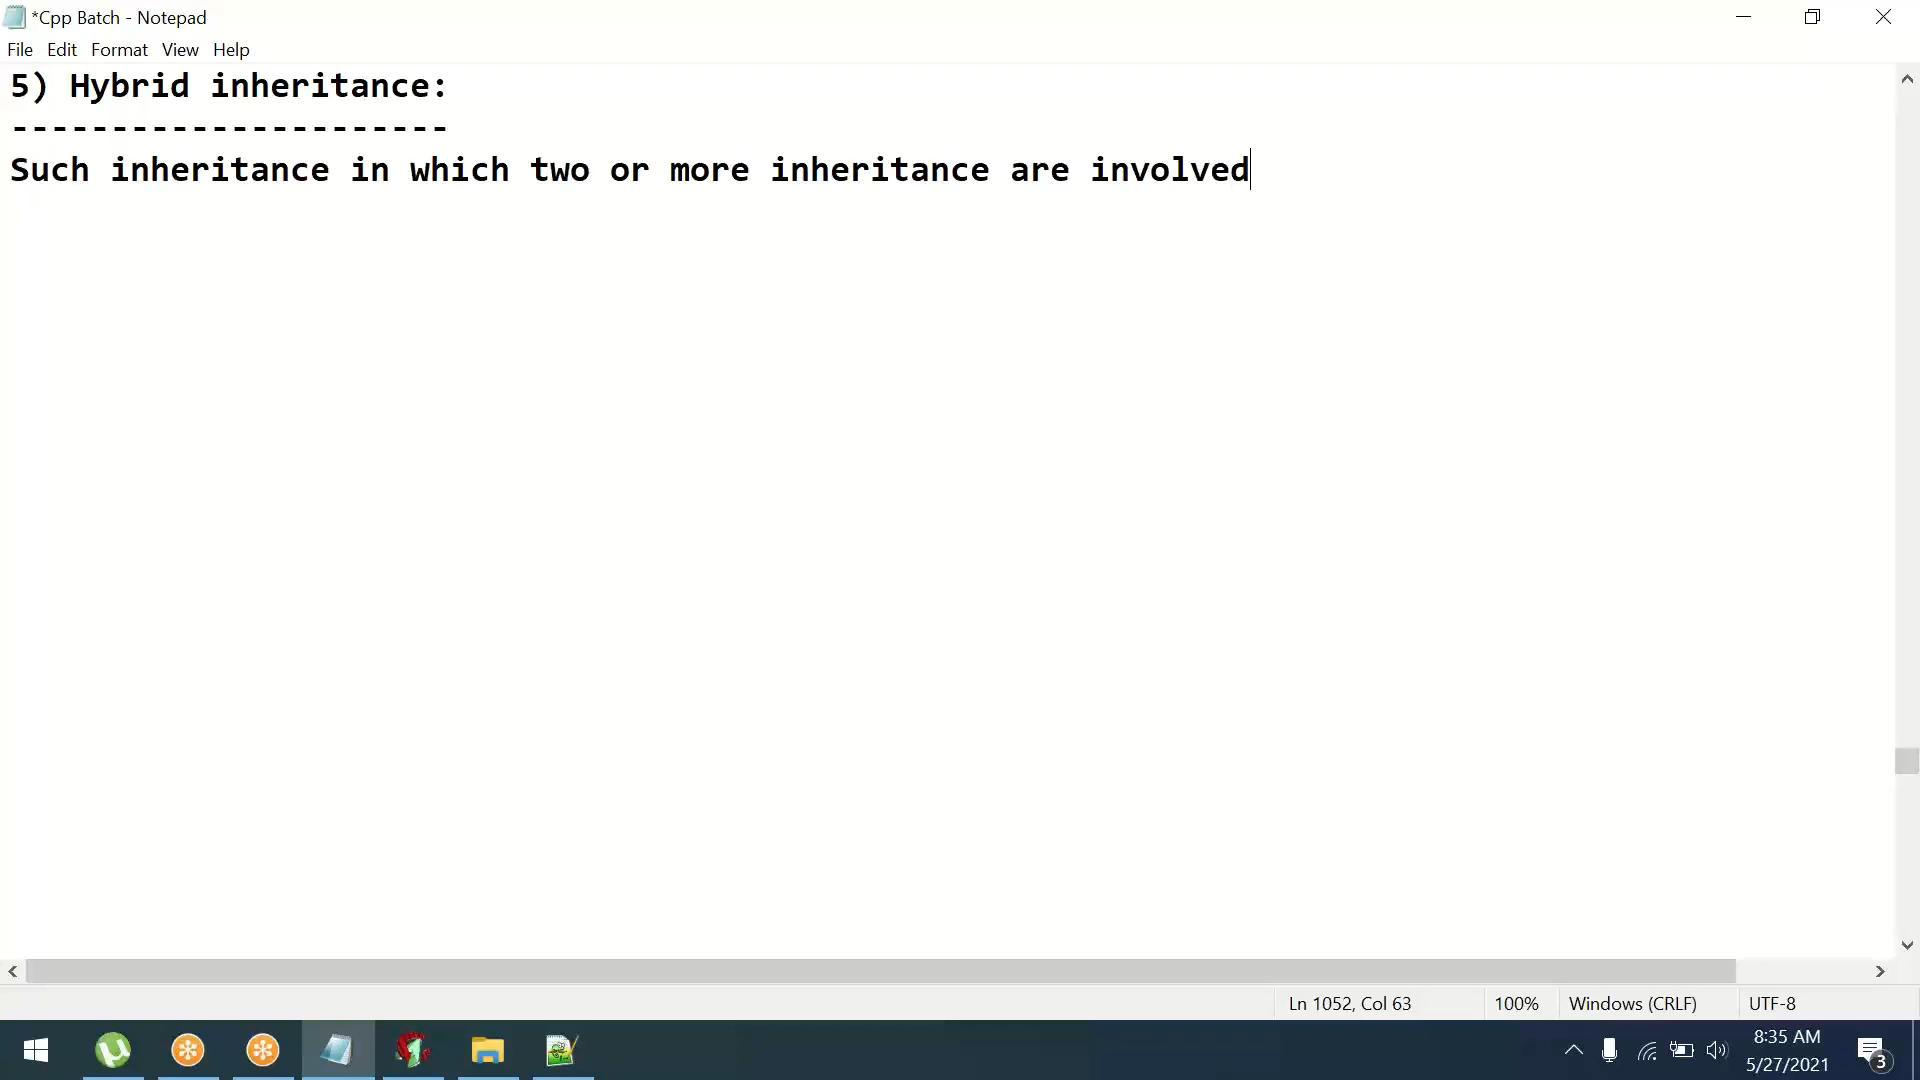 *Cpp Batch - Notepad
File Edit Format View Help
5) Hybrid inheritance:
----------------------
Such inheritance in which two or more inheritance are involved
Ln 1052, Col 63 100% Windows (CRLF) UTF-8
8:35 AM
5/27/2021
3